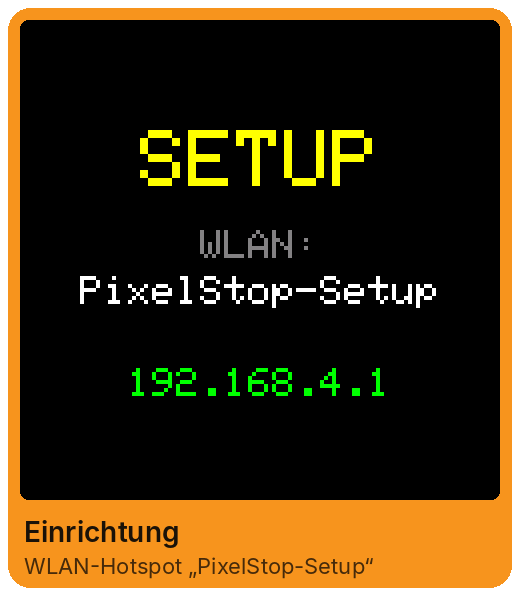 SETUP
WLAN:
PixelStop-Setup
192.168.4.1
Einrichtung
WLAN-Hotspot „PixelStop-Setup“